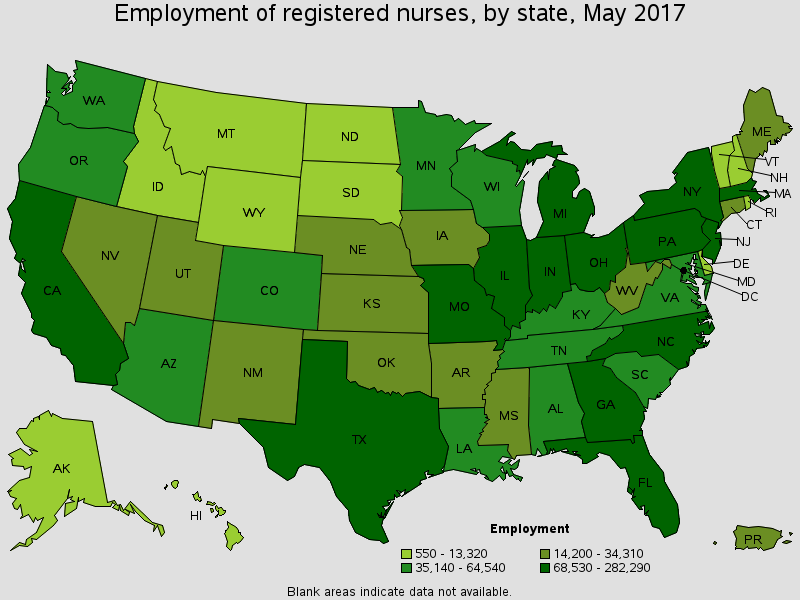 Employment of registered nurses, by state, May 2017
WA
MT
ND
MN
ME
OR
VT
ID
SD
WI
NH
WY
MI
NY
MA
RI
CT
IA
NV
NE
PA
NJ
UT
IL
IN
OH
DE
CO
WV
MD
CA
VA
DC
KS
MO
KY
NC
TN
AZ
OK
NM
AR
SC
MS
AL
GA
TX
LA
AK
FL
HI
PR
Employment
550 - 13,320 14,200 - 34,310
35,140 - 64,540 68,530 - 282,290
Blank areas indicate data not available.